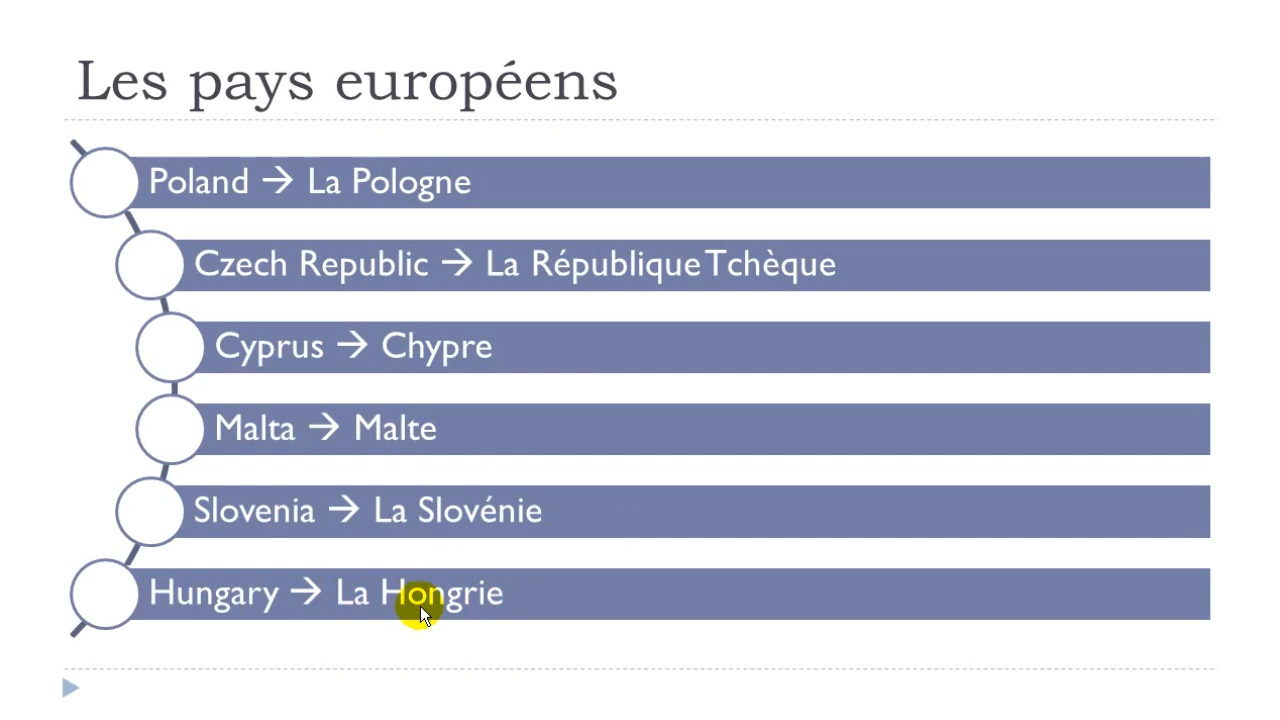 Les pays européens
Poland → La Pologne
Czech Republic → La République Tchèque
Cyprus → Chypre
Malta → Malte
Slovenia → La Slovénie
Hungary → La Hongrie